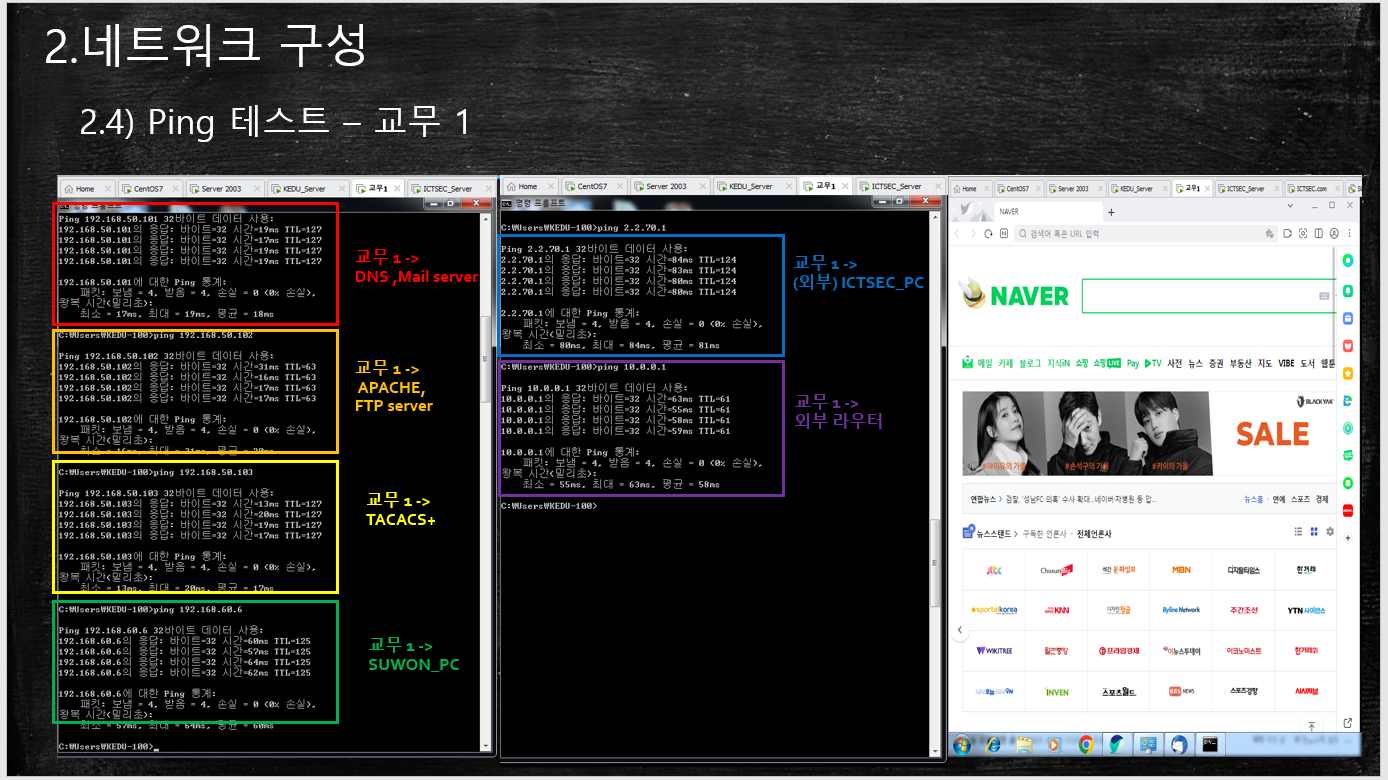 2.네트워크 구성
2.4) Ping 테스트 – 교무 1
Home CentOS7 Server 2003 KEDU_Server 교무1 ICTSEC_Server
Ping 192.168.50.101 32바이트 데이터 사용:
192.168.50.101의 응답: 바이트=32 시간=19ms TTL=127
192.168.50.101의 응답: 바이트=32 시간=17ms TTL=127
192.168.50.101의 응답: 바이트=32 시간=19ms TTL=127
192.168.50.101의 응답: 바이트=32 시간=19ms TTL=127
192.168.50.101에 대한 Ping 통계:
패킷: 보냄 = 4, 받음 = 4, 손실 = 0 (0% 손실),
왕복 시간(밀리초):
최소 = 17ms, 최대 = 19ms, 평균 = 18ms
교무 1 ->
DNS ,Mail server
C:\Users\KEDU-100>ping 192.168.50.102
Ping 192.168.50.102 32바이트 데이터 사용:
192.168.50.102의 응답: 바이트=32 시간=31ms TTL=63
192.168.50.102의 응답: 바이트=32 시간=16ms TTL=63
192.168.50.102의 응답: 바이트=32 시간=17ms TTL=63
192.168.50.102의 응답: 바이트=32 시간=17ms TTL=63
192.168.50.102에 대한 Ping 통계:
패킷: 보냄 = 4, 받음 = 4, 손실 = 0 (0% 손실),
왕복 시간(밀리초):
최소 = 16ms, 최대 = 31ms, 평균 = 20ms
교무 1 ->
APACHE,
FTP server
C:\Users\KEDU-100>ping 192.168.50.103
Ping 192.168.50.103 32바이트 데이터 사용:
192.168.50.103의 응답: 바이트=32 시간=13ms TTL=127
192.168.50.103의 응답: 바이트=32 시간=20ms TTL=127
192.168.50.103의 응답: 바이트=32 시간=19ms TTL=127
192.168.50.103의 응답: 바이트=32 시간=17ms TTL=127
192.168.50.103에 대한 Ping 통계:
패킷: 보냄 = 4, 받음 = 4, 손실 = 0 (0% 손실),
왕복 시간(밀리초):
최소 = 13ms, 최대 = 20ms, 평균 = 17ms
교무 1 ->
TACACS+
C:\Users\KEDU-100>ping 192.168.60.6
Ping 192.168.60.6 32바이트 데이터 사용:
192.168.60.6의 응답: 바이트=32 시간=60ms TTL=125
192.168.60.6의 응답: 바이트=32 시간=57ms TTL=125
192.168.60.6의 응답: 바이트=32 시간=64ms TTL=125
192.168.60.6의 응답: 바이트=32 시간=62ms TTL=125
192.168.60.6에 대한 Ping 통계:
패킷: 보냄 = 4, 받음 = 4, 손실 = 0 (0% 손실),
왕복 시간(밀리초):
최소 = 57ms, 최대 = 64ms, 평균 = 60ms
C:\Users\KEDU-100>
교무 1 ->
SUWON_PC
Home CentOS7 Server 2003 KEDU_Server 교무1 ICTSEC_Server
명령 프롬프트
C:\Users\KEDU-100>ping 2.2.70.1
Ping 2.2.70.1 32바이트 데이터 사용:
2.2.70.1의 응답: 바이트=32 시간=84ms TTL=124
2.2.70.1의 응답: 바이트=32 시간=83ms TTL=124
2.2.70.1의 응답: 바이트=32 시간=80ms TTL=124
2.2.70.1의 응답: 바이트=32 시간=80ms TTL=124
2.2.70.1에 대한 Ping 통계:
패킷: 보냄 = 4, 받음 = 4, 손실 = 0 (0% 손실),
왕복 시간(밀리초):
최소 = 80ms, 최대 = 84ms, 평균 = 81ms
교무 1 ->
(외부) ICTSEC_PC
C:\Users\KEDU-100>ping 10.0.0.1
Ping 10.0.0.1 32바이트 데이터 사용:
10.0.0.1의 응답: 바이트=32 시간=63ms TTL=61
10.0.0.1의 응답: 바이트=32 시간=55ms TTL=61
10.0.0.1의 응답: 바이트=32 시간=58ms TTL=61
10.0.0.1의 응답: 바이트=32 시간=59ms TTL=61
10.0.0.1에 대한 Ping 통계:
패킷: 보냄 = 4, 받음 = 4, 손실 = 0 (0% 손실),
왕복 시간(밀리초):
최소 = 55ms, 최대 = 63ms, 평균 = 58ms
C:\Users\KEDU-100>
교무 1 ->
외부 라우터
Home CentOS7 Server 2003 KEDU_Server 교무1 ICTSEC_Server ICTSEC.com
NAVER
검색어 혹은 URL 입력
NAVER
메일 카페 블로그 지식iN 쇼핑 쇼핑LIVE Pay TV 사전 뉴스 증권 부동산 지도 VIBE 도서 웹툰
BLACK YAK
SALE
#아이유의가을 #손석구의가을 #카이의가을
연합뉴스 > 검찰, '성남FC 의혹' 수사 확대...네이버·차병원 등 압... 뉴스홈 · 연예 스포츠 경제
뉴스스탠드 > 구독한 언론사 · 전체언론사
jtbc ChosunBiz 문화일보 MBN 디지털타임스 한겨레
sportalkorea KNN 디자인정글 Byline Network 주간조선 YTN 사이언스
WIKITREE 월간중앙 프라임경제 이뉴스투데이 이코노미스트
INVEN 스포츠월드 BBS NEWS 스포츠경향 시사저널